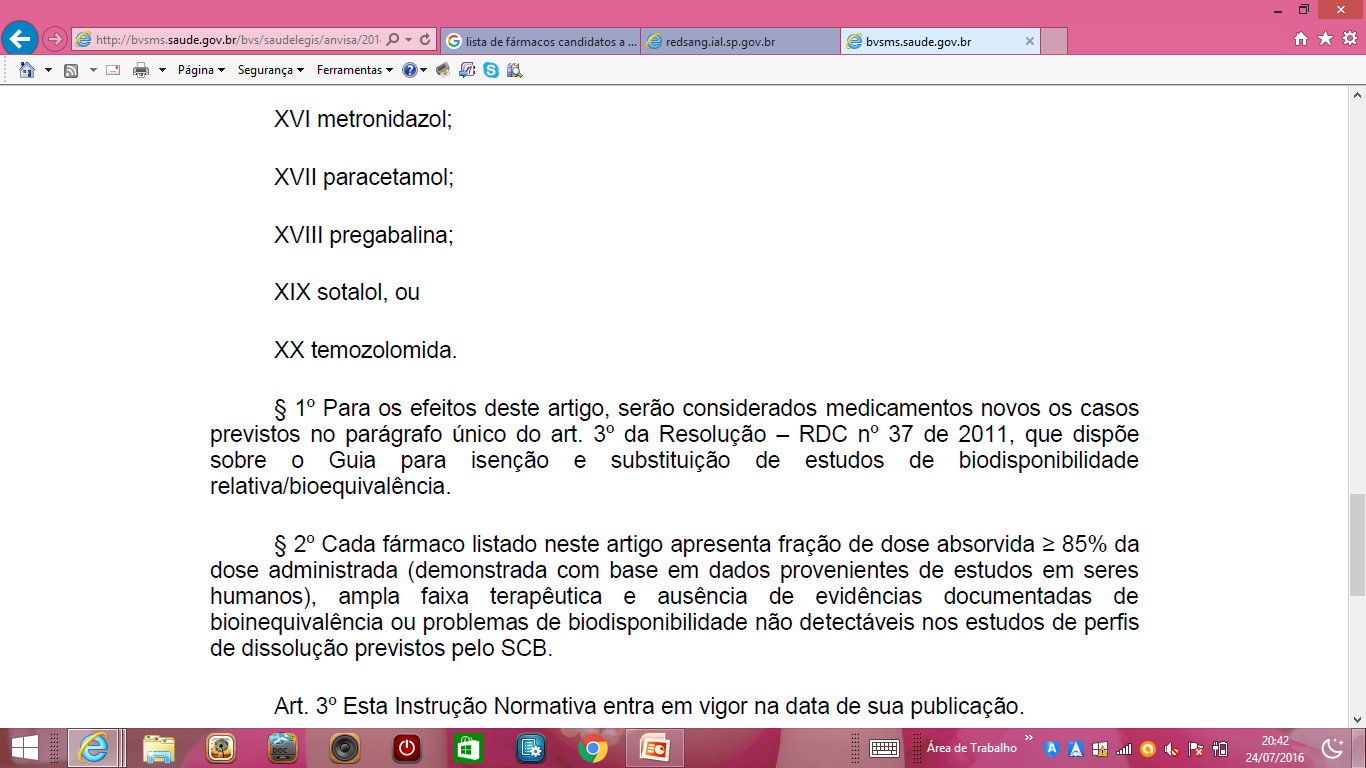 http://bvsms.saude.gov.br/bvs/saudelegis/anvisa/201
lista de fármacos candidatos a ...
redsang.ial.sp.gov.br
bvsms.saude.gov.br
Página
Segurança
Ferramentas
XVI metronidazol;
XVII paracetamol;
XVIII pregabalina;
XIX sotalol, ou
XX temozolomida.
§ 1º Para os efeitos deste artigo, serão considerados medicamentos novos os casos
previstos no parágrafo único do art. 3º da Resolução – RDC nº 37 de 2011, que dispõe
sobre o Guia para isenção e substituição de estudos de biodisponibilidade
relativa/bioequivalência.
§ 2º Cada fármaco listado neste artigo apresenta fração de dose absorvida ≥ 85% da
dose administrada (demonstrada com base em dados provenientes de estudos em seres
humanos), ampla faixa terapêutica e ausência de evidências documentadas de
bioinequivalência ou problemas de biodisponibilidade não detectáveis nos estudos de perfis
de dissolução previstos pelo SCB.
Art. 3º Esta Instrução Normativa entra em vigor na data de sua publicação.
DOC
Área de Trabalho
20:42
24/07/2016